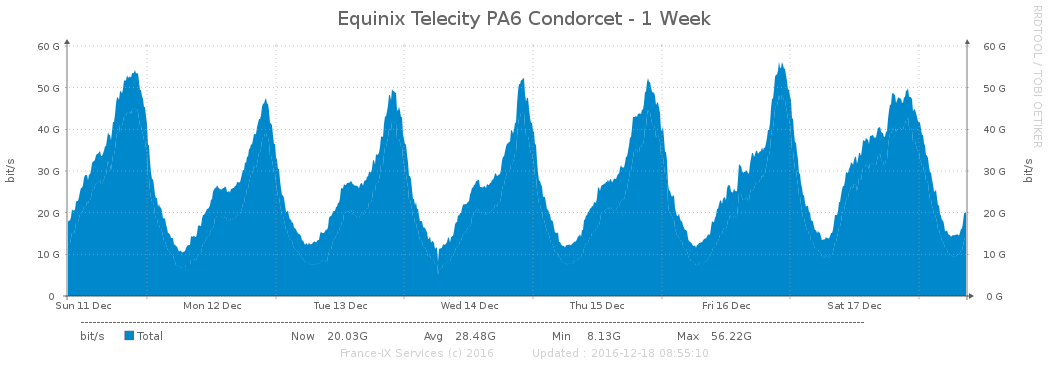 Equinix Telecity PA6 Condorcet - 1 Week
RRDTOOL / TOBI OETIKER
60 G 60 G
50 G 50 G
40 G 40 G
30 G 30 G
20 G 20 G
10 G 10 G
0 0 G
bit/s bit/s
Sun 11 Dec Mon 12 Dec Tue 13 Dec Wed 14 Dec Thu 15 Dec Fri 16 Dec Sat 17 Dec
bit/s Total Now 20.03G Avg 28.48G Min 8.13G Max 56.22G
France-IX Services (c) 2016 Updated : 2016-12-18 08:55:10